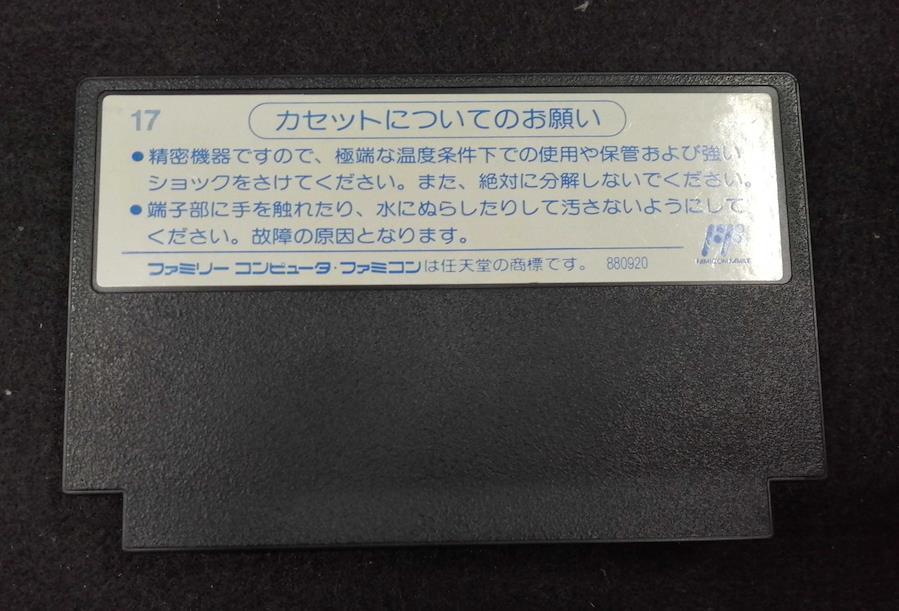 17
カセットについてのお願い
●精密機器ですので、極端な温度条件下での使用や保管および強い
ショックをさけてください。また、絶対に分解しないでください。
●端子部に手を触れたり、水にぬらしたりして汚さないようにして
ください。故障の原因となります。
ファミリー コンピュータ・ファミコンは任天堂の商標です。 880920